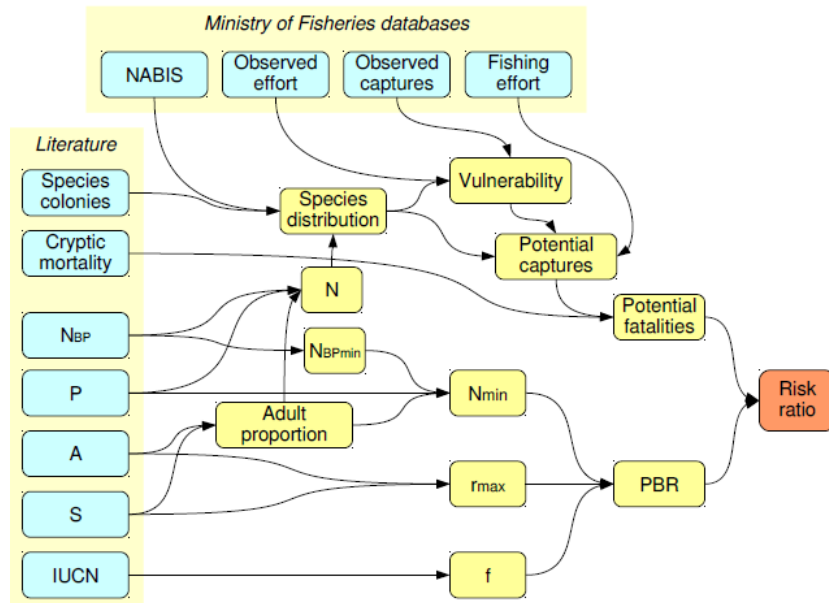 Ministry of Fisheries databases
NABIS
Observed
effort
Observed
captures
Fishing
effort
Literature
Species
colonies
Cryptic
mortality
NBP
P
A
S
IUCN
Species
distribution
Vulnerability
Potential
captures
N
NBPmin
Adult
proportion
Nmin
rmax
f
Potential
fatalities
PBR
Risk
ratio